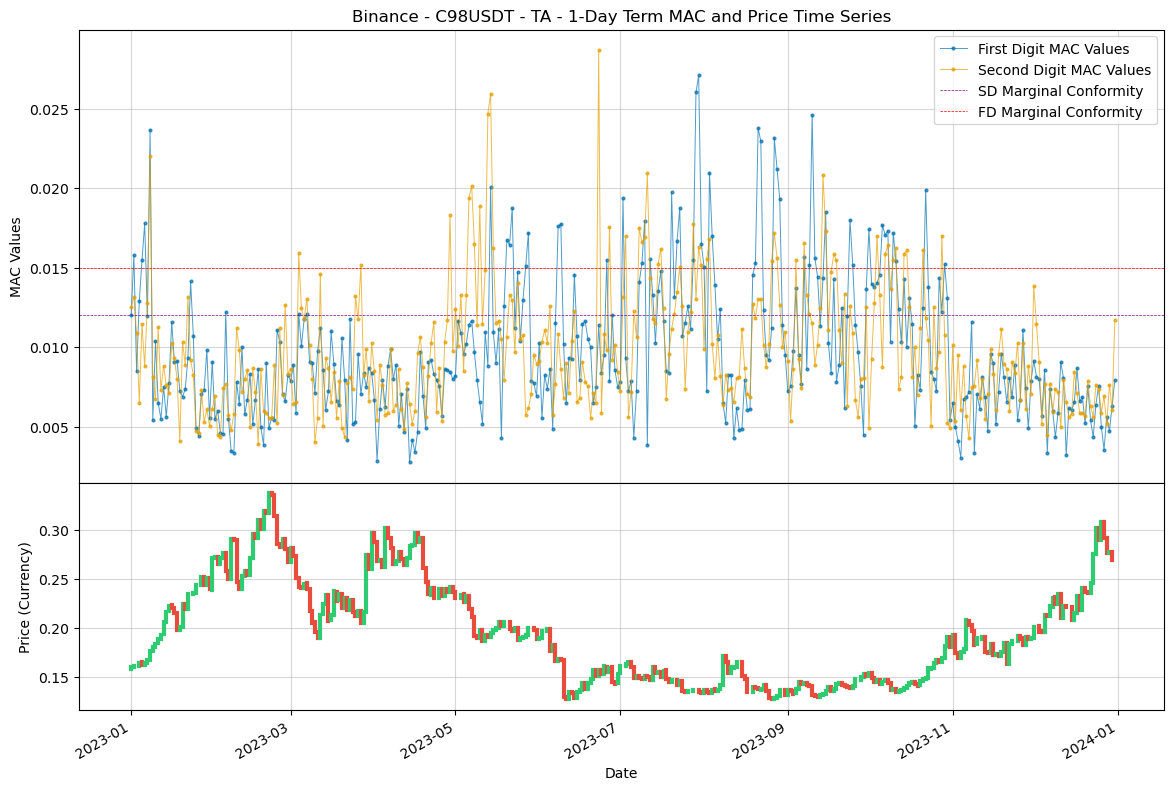 Binance - C98USDT - TA - 1-Day Term MAC and Price Time Series
First Digit MAC Values
Second Digit MAC Values
SD Marginal Conformity
FD Marginal Conformity
MAC Values
0.025
0.020
0.015
0.010
0.005
Price (Currency)
0.30
0.25
0.20
0.15
2023-01
2023-03
2023-05
2023-07
2023-09
2023-11
2024-01
Date